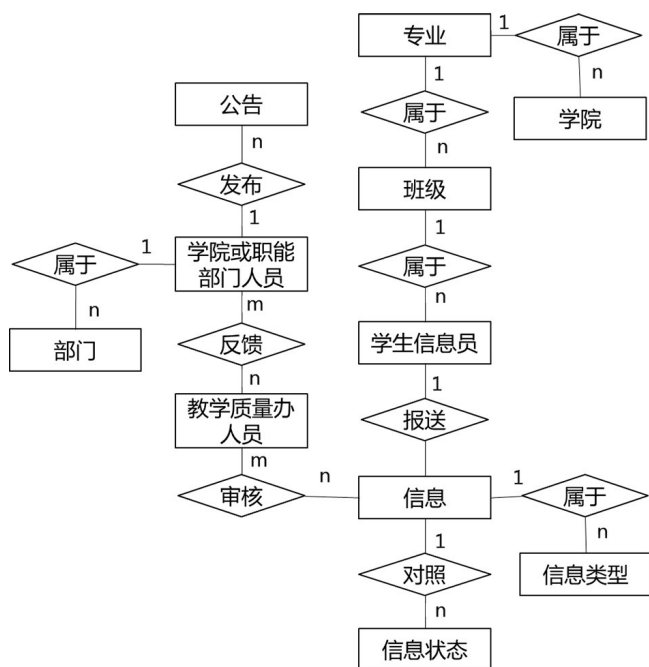 专业
1
属于
n
学院
1
属于
n
公告
n
发布
1
班级
1
属于
n
学院或职能
部门人员
1
属于
n
部门
m
反馈
n
教学质量办
人员
m
审核
n
学生信息员
1
报送
信息
1
属于
n
信息类型
1
对照
n
信息状态